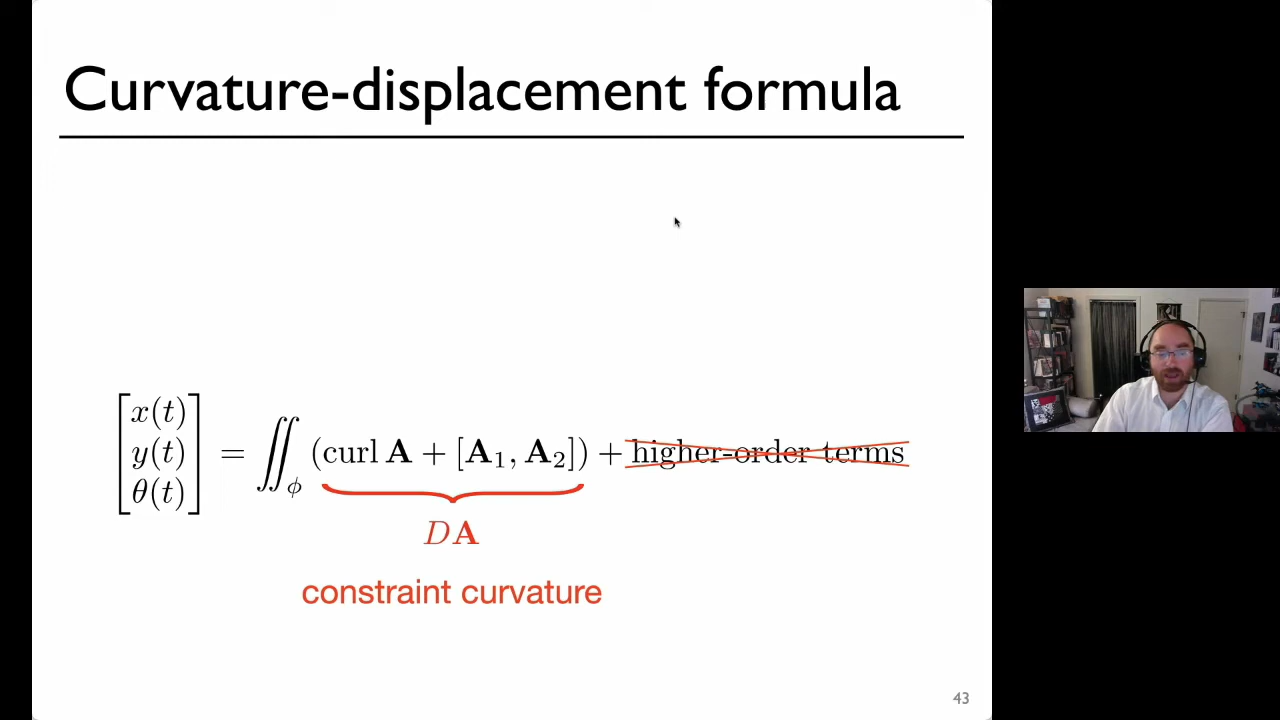 Curvature-displacement formula
[x(t) y(t) θ(t)] = ∬_ϕ (curl A + [A₁, A₂]) + higher-order terms
DA
constraint curvature
43